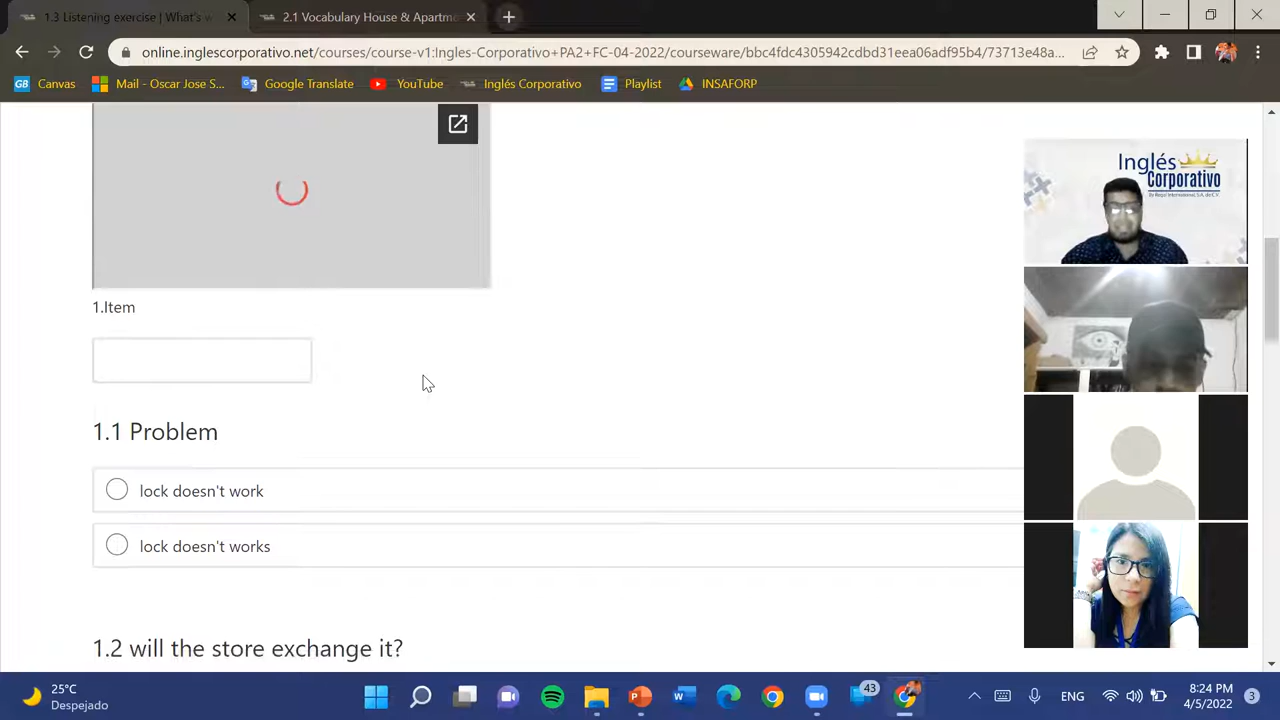 1.3 Listening exercise | What's w
2.1 Vocabulary House & Apartme
online.inglescorporativo.net/courses/course-v1:Ingles-Corporativo+PA2+FC-04-2022/courseware/bbc4fdc4305942cdbd31eea06adf95b4/73713e48a...
GB Canvas
Mail - Oscar Jose S...
Google Translate
YouTube
Inglés Corporativo
Playlist
INSAFORP
Inglés
Corporativo
1.Item
1.1 Problem
lock doesn't work
lock doesn't works
1.2 will the store exchange it?
25°C
Despejado
43
ENG
8:24 PM
4/5/2022
3